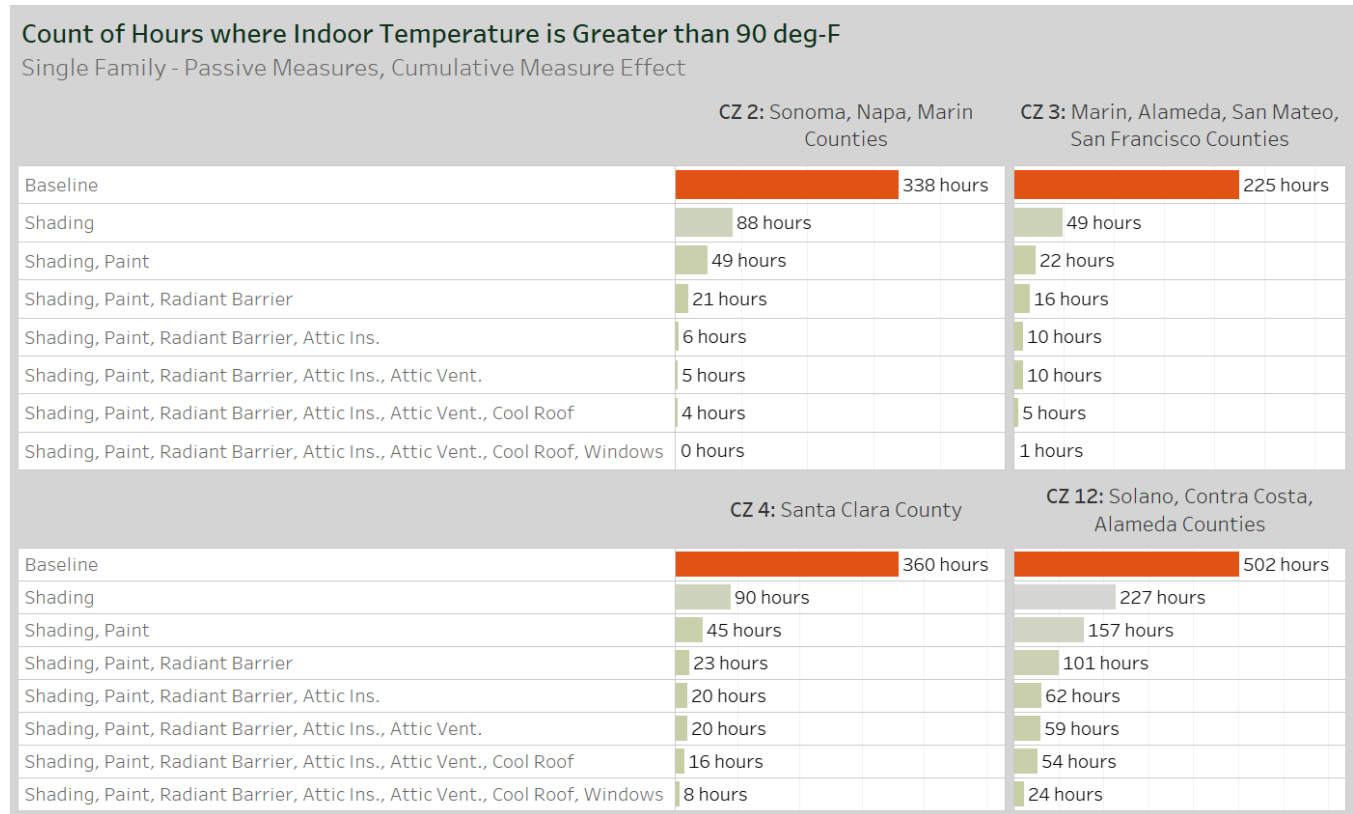 Count of Hours where Indoor Temperature is Greater than 90 deg-F
Single Family - Passive Measures, Cumulative Measure Effect
CZ 2: Sonoma, Napa, Marin
Counties
CZ 3: Marin, Alameda, San Mateo,
San Francisco Counties
Baseline 338 hours 225 hours
Shading 88 hours 49 hours
Shading, Paint 49 hours 22 hours
Shading, Paint, Radiant Barrier 21 hours 16 hours
Shading, Paint, Radiant Barrier, Attic Ins. 6 hours 10 hours
Shading, Paint, Radiant Barrier, Attic Ins., Attic Vent. 5 hours 10 hours
Shading, Paint, Radiant Barrier, Attic Ins., Attic Vent., Cool Roof 4 hours 5 hours
Shading, Paint, Radiant Barrier, Attic Ins., Attic Vent., Cool Roof, Windows 0 hours 1 hours
CZ 4: Santa Clara County
CZ 12: Solano, Contra Costa,
Alameda Counties
Baseline 360 hours 502 hours
Shading 90 hours 227 hours
Shading, Paint 45 hours 157 hours
Shading, Paint, Radiant Barrier 23 hours 101 hours
Shading, Paint, Radiant Barrier, Attic Ins. 20 hours 62 hours
Shading, Paint, Radiant Barrier, Attic Ins., Attic Vent. 20 hours 59 hours
Shading, Paint, Radiant Barrier, Attic Ins., Attic Vent., Cool Roof 16 hours 54 hours
Shading, Paint, Radiant Barrier, Attic Ins., Attic Vent., Cool Roof, Windows 8 hours 24 hours